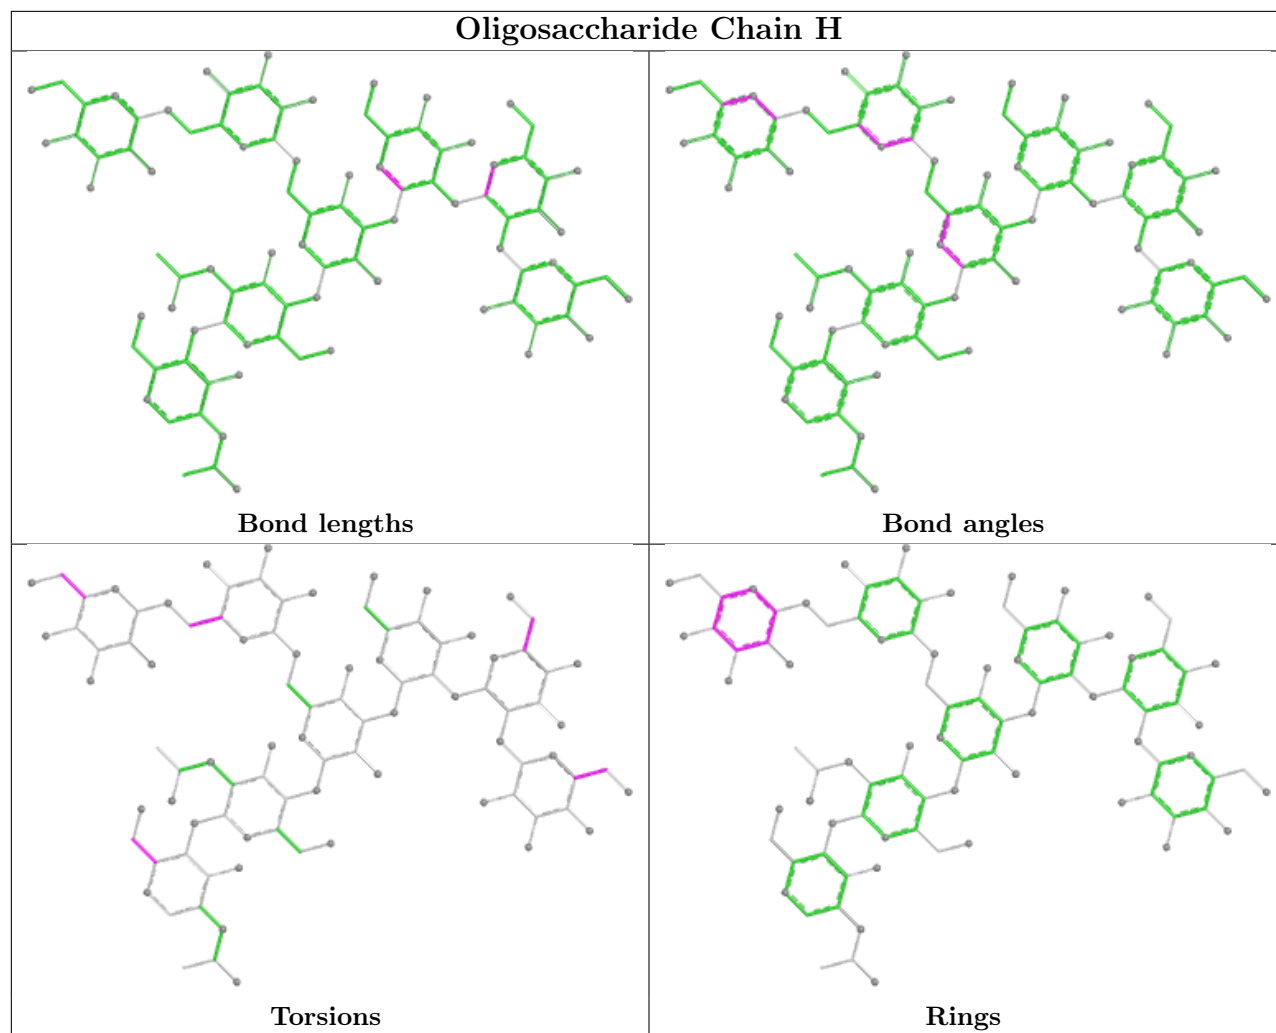 Oligosaccharide Chain H
Bond lengths
Bond angles
Torsions
Rings